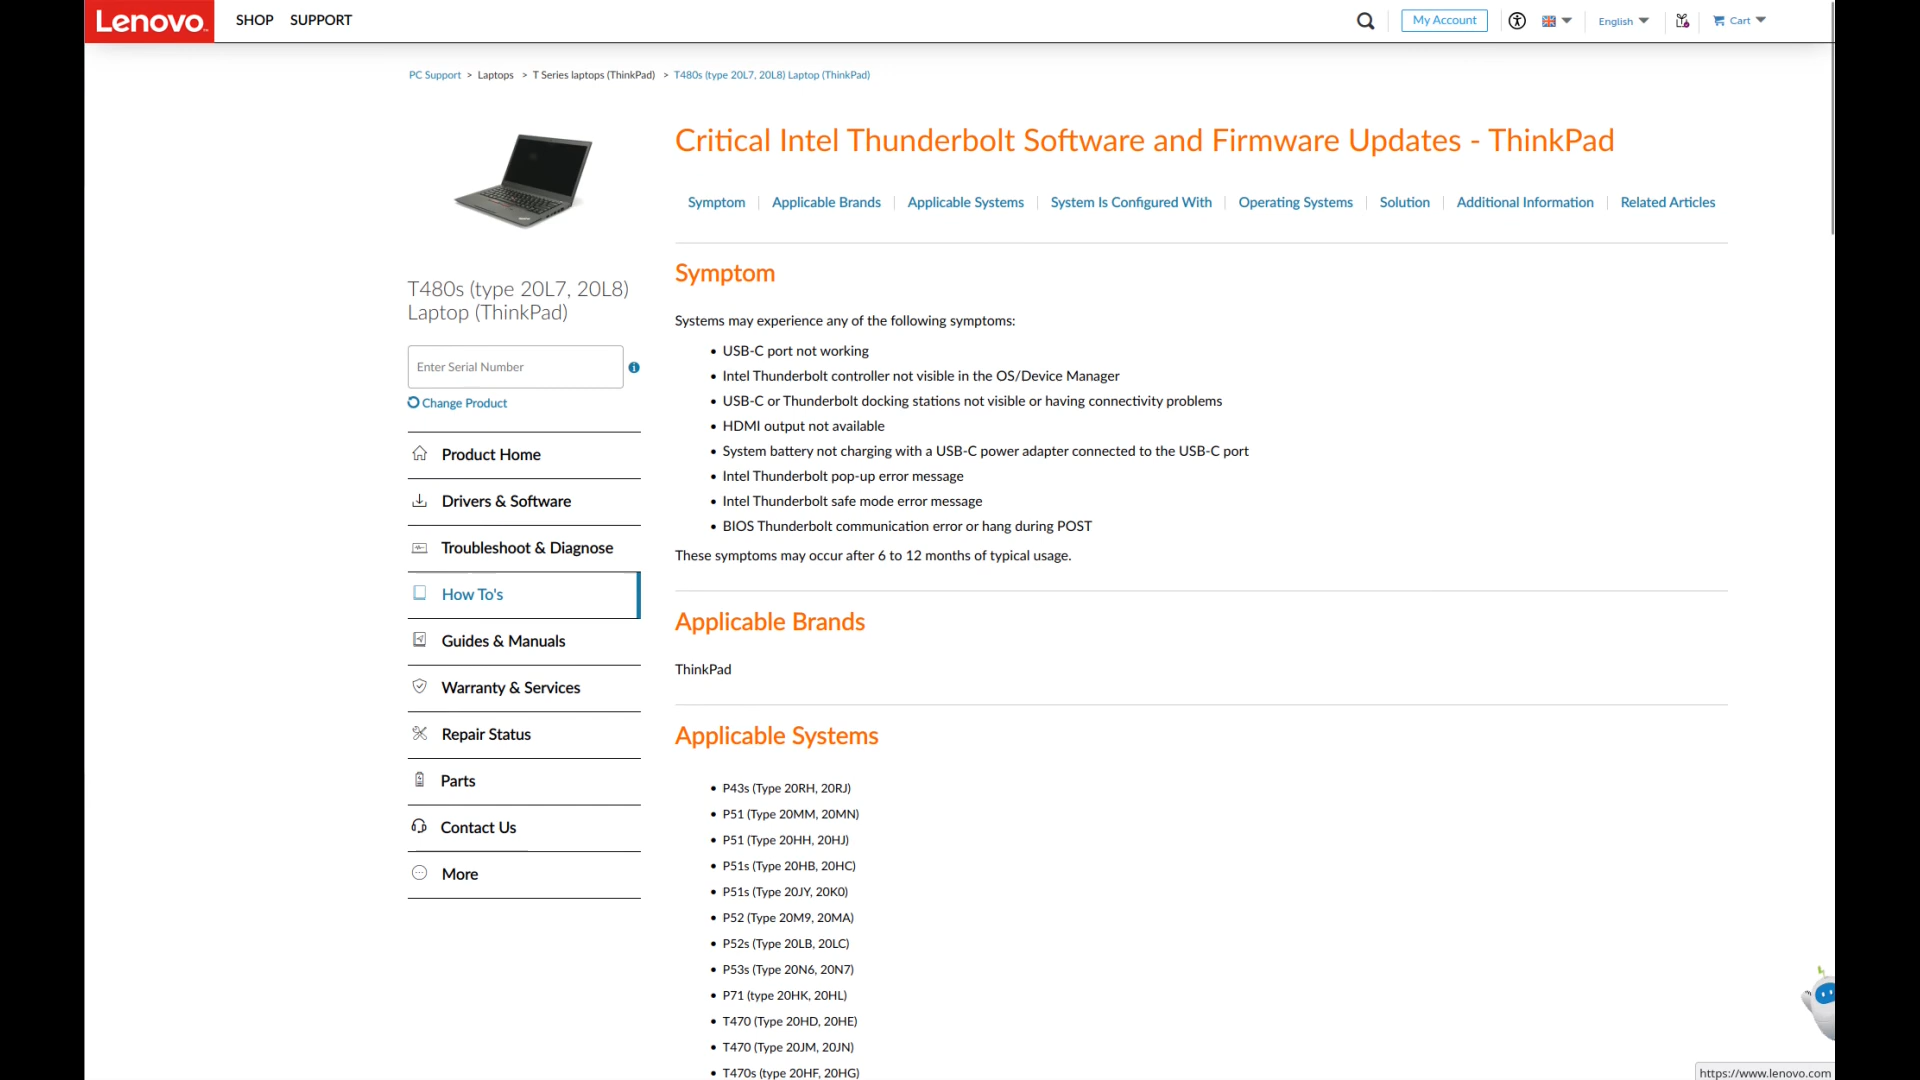 Lenovo
SHOP SUPPORT
My Account
English
Cart
PC Support > Laptops > T Series laptops (ThinkPad) > T480s (type 20L7, 20L8) Laptop (ThinkPad)
T480s (type 20L7, 20L8)
Laptop (ThinkPad)
Enter Serial Number
Change Product
Product Home
Drivers & Software
Troubleshoot & Diagnose
How To's
Guides & Manuals
Warranty & Services
Repair Status
Parts
Contact Us
More
Critical Intel Thunderbolt Software and Firmware Updates - ThinkPad
Symptom | Applicable Brands | Applicable Systems | System Is Configured With | Operating Systems | Solution | Additional Information | Related Articles
Symptom
Systems may experience any of the following symptoms:
• USB-C port not working
• Intel Thunderbolt controller not visible in the OS/Device Manager
• USB-C or Thunderbolt docking stations not visible or having connectivity problems
• HDMI output not available
• System battery not charging with a USB-C power adapter connected to the USB-C port
• Intel Thunderbolt pop-up error message
• Intel Thunderbolt safe mode error message
• BIOS Thunderbolt communication error or hang during POST
These symptoms may occur after 6 to 12 months of typical usage.
Applicable Brands
ThinkPad
Applicable Systems
• P43s (Type 20RH, 20RJ)
• P51 (Type 20MM, 20MN)
• P51 (Type 20HH, 20HJ)
• P51s (Type 20HB, 20HC)
• P51s (Type 20JY, 20K0)
• P52 (Type 20M9, 20MA)
• P52s (Type 20LB, 20LC)
• P53s (Type 20N6, 20N7)
• P71 (type 20HK, 20HL)
• T470 (Type 20HD, 20HE)
• T470 (Type 20JM, 20JN)
• T470s (type 20HF, 20HG)
https://www.lenovo.com